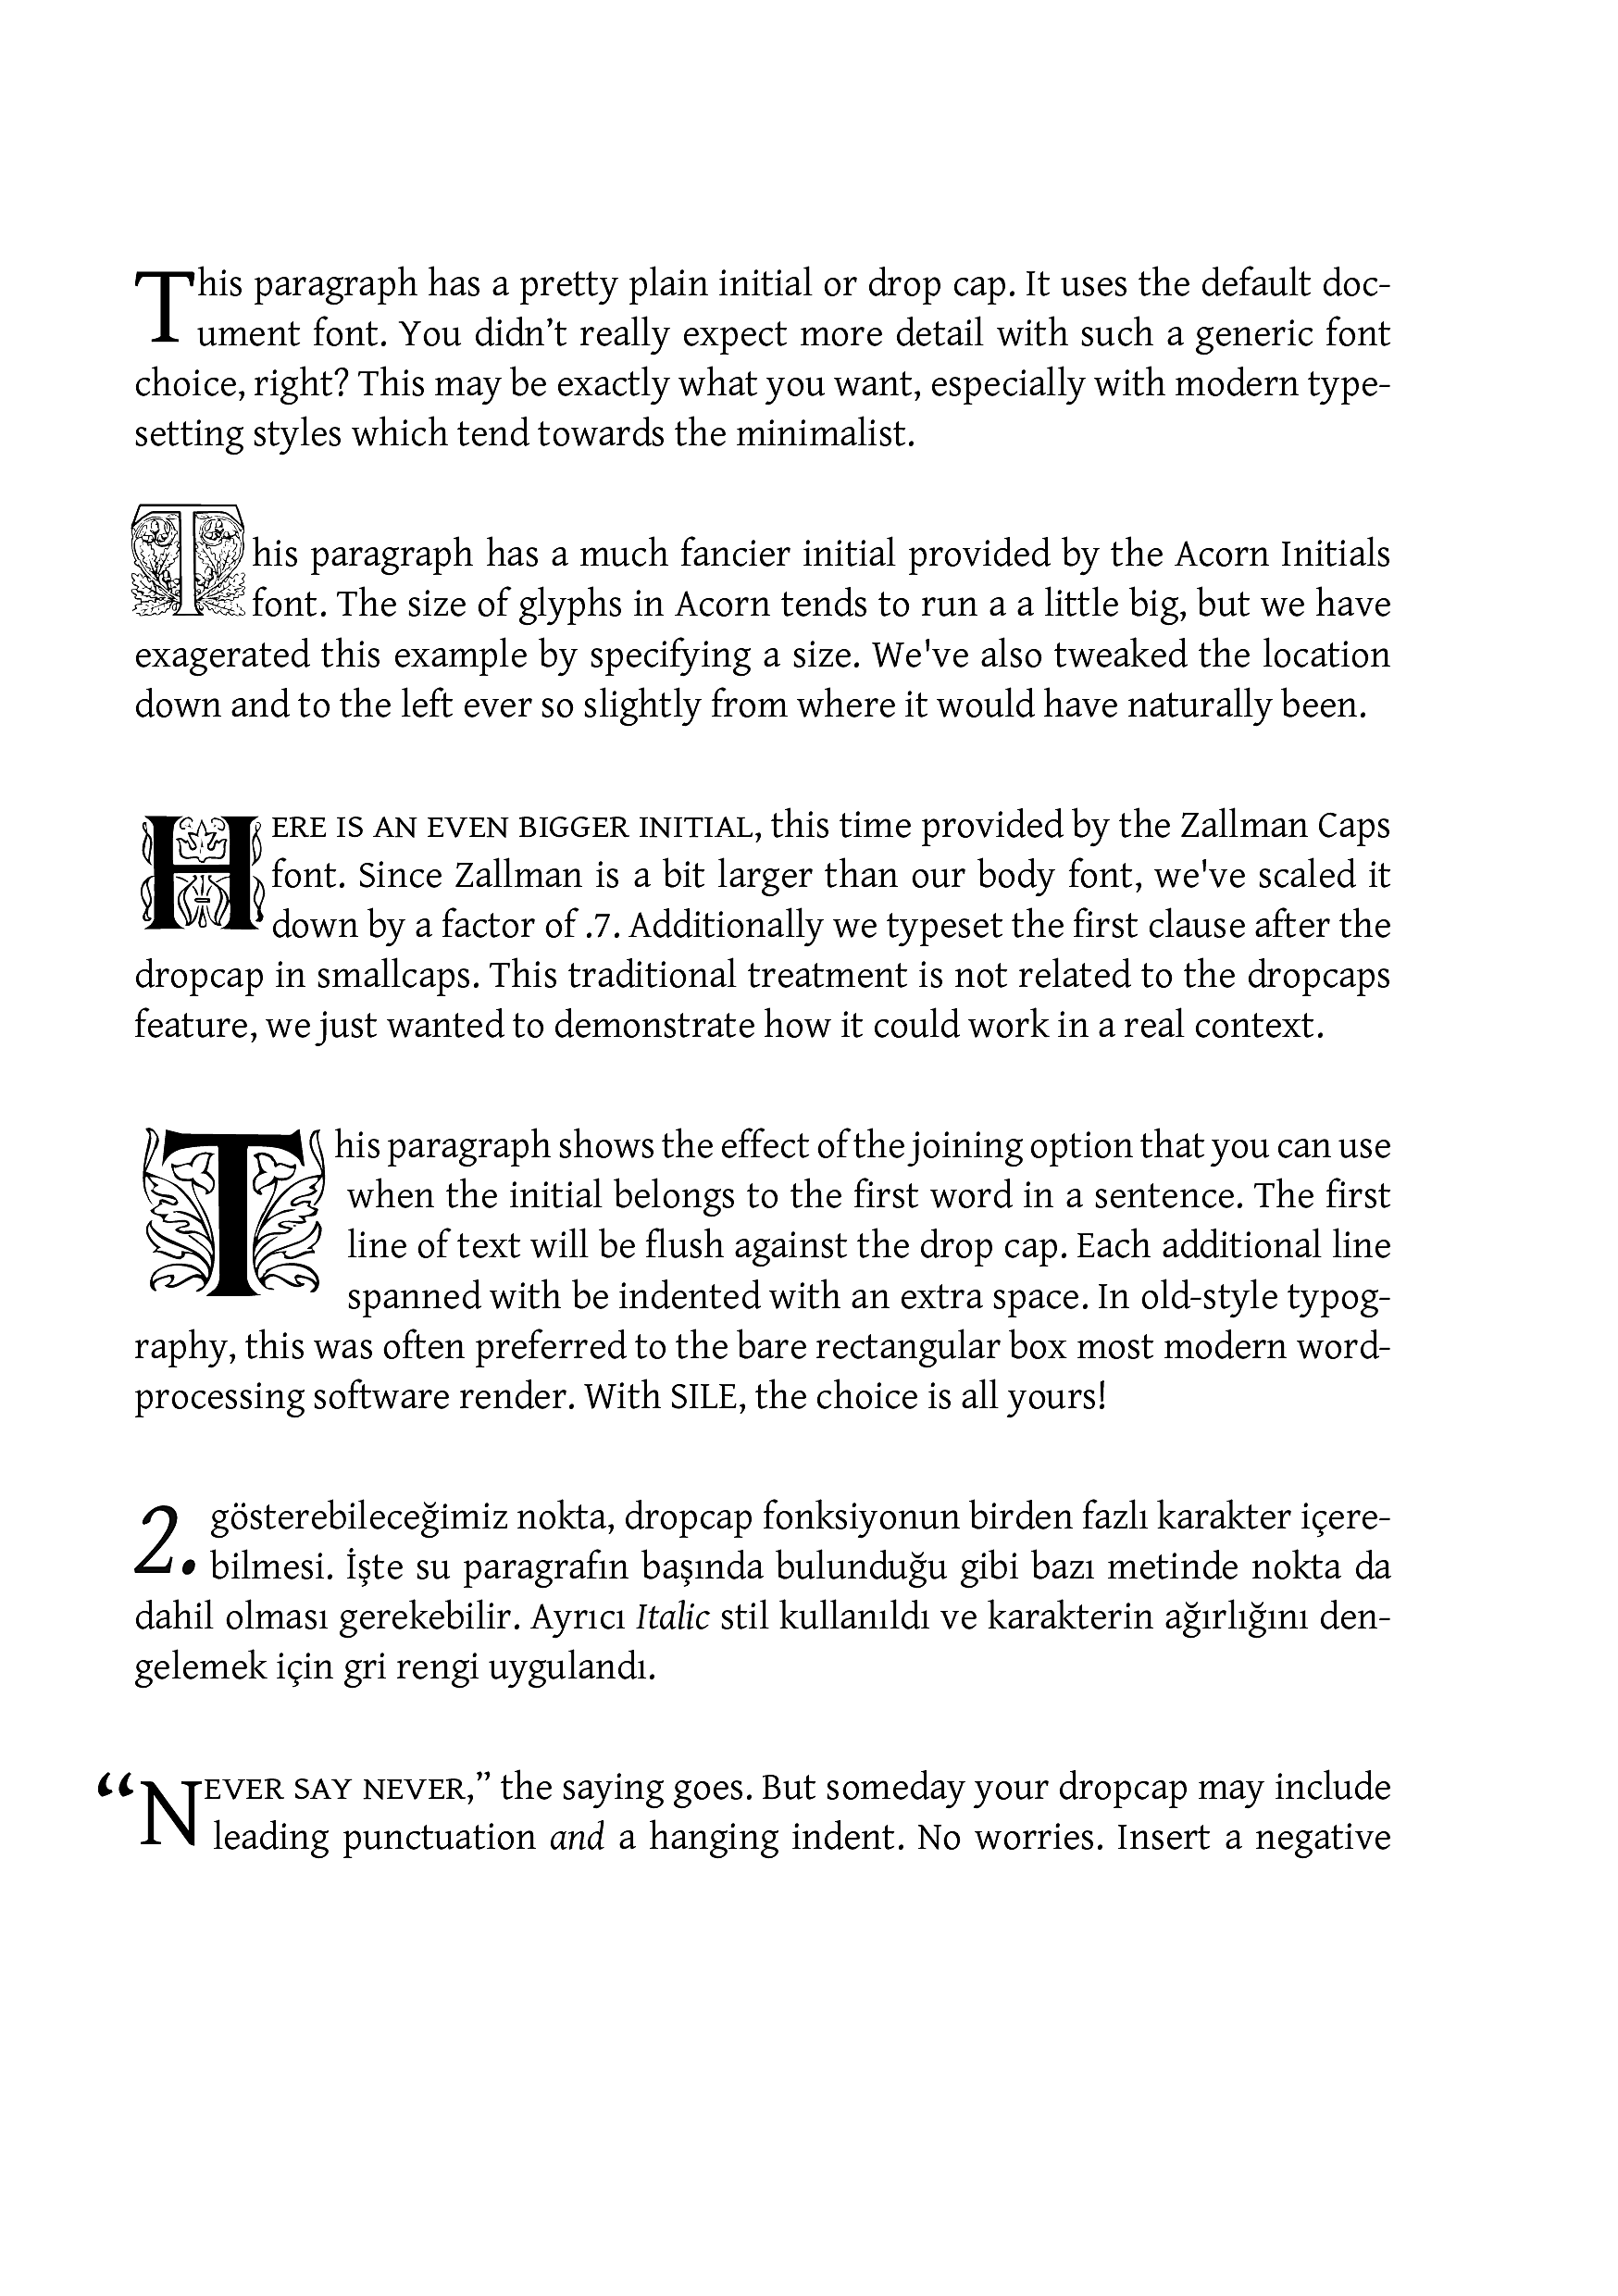 This paragraph has a pretty plain initial or drop cap. It uses the default doc-
ument font. You didn’t really expect more detail with such a generic font
choice, right? This may be exactly what you want, especially with modern type-
setting styles which tend towards the minimalist.
This paragraph has a much fancier initial provided by the Acorn Initials
font. The size of glyphs in Acorn tends to run a a little big, but we have
exagerated this example by specifying a size. We've also tweaked the location
down and to the left ever so slightly from where it would have naturally been.
HERE IS AN EVEN BIGGER INITIAL, this time provided by the Zallman Caps
font. Since Zallman is a bit larger than our body font, we've scaled it
down by a factor of .7. Additionally we typeset the first clause after the
dropcap in smallcaps. This traditional treatment is not related to the dropcaps
feature, we just wanted to demonstrate how it could work in a real context.
This paragraph shows the effect of the joining option that you can use
when the initial belongs to the first word in a sentence. The first
line of text will be flush against the drop cap. Each additional line
spanned with be indented with an extra space. In old-style typog-
raphy, this was often preferred to the bare rectangular box most modern word-
processing software render. With SILE, the choice is all yours!
2. gösterebileceğimiz nokta, dropcap fonksiyonun birden fazlı karakter içere-
bilmesi. İşte su paragrafın başında bulunduğu gibi bazı metinde nokta da
dahil olması gerekebilir. Ayrıcı Italic stil kullanıldı ve karakterin ağırlığını den-
gelemek için gri rengi uygulandı.
“NEVER SAY NEVER,” the saying goes. But someday your dropcap may include
leading punctuation and a hanging indent. No worries. Insert a negative